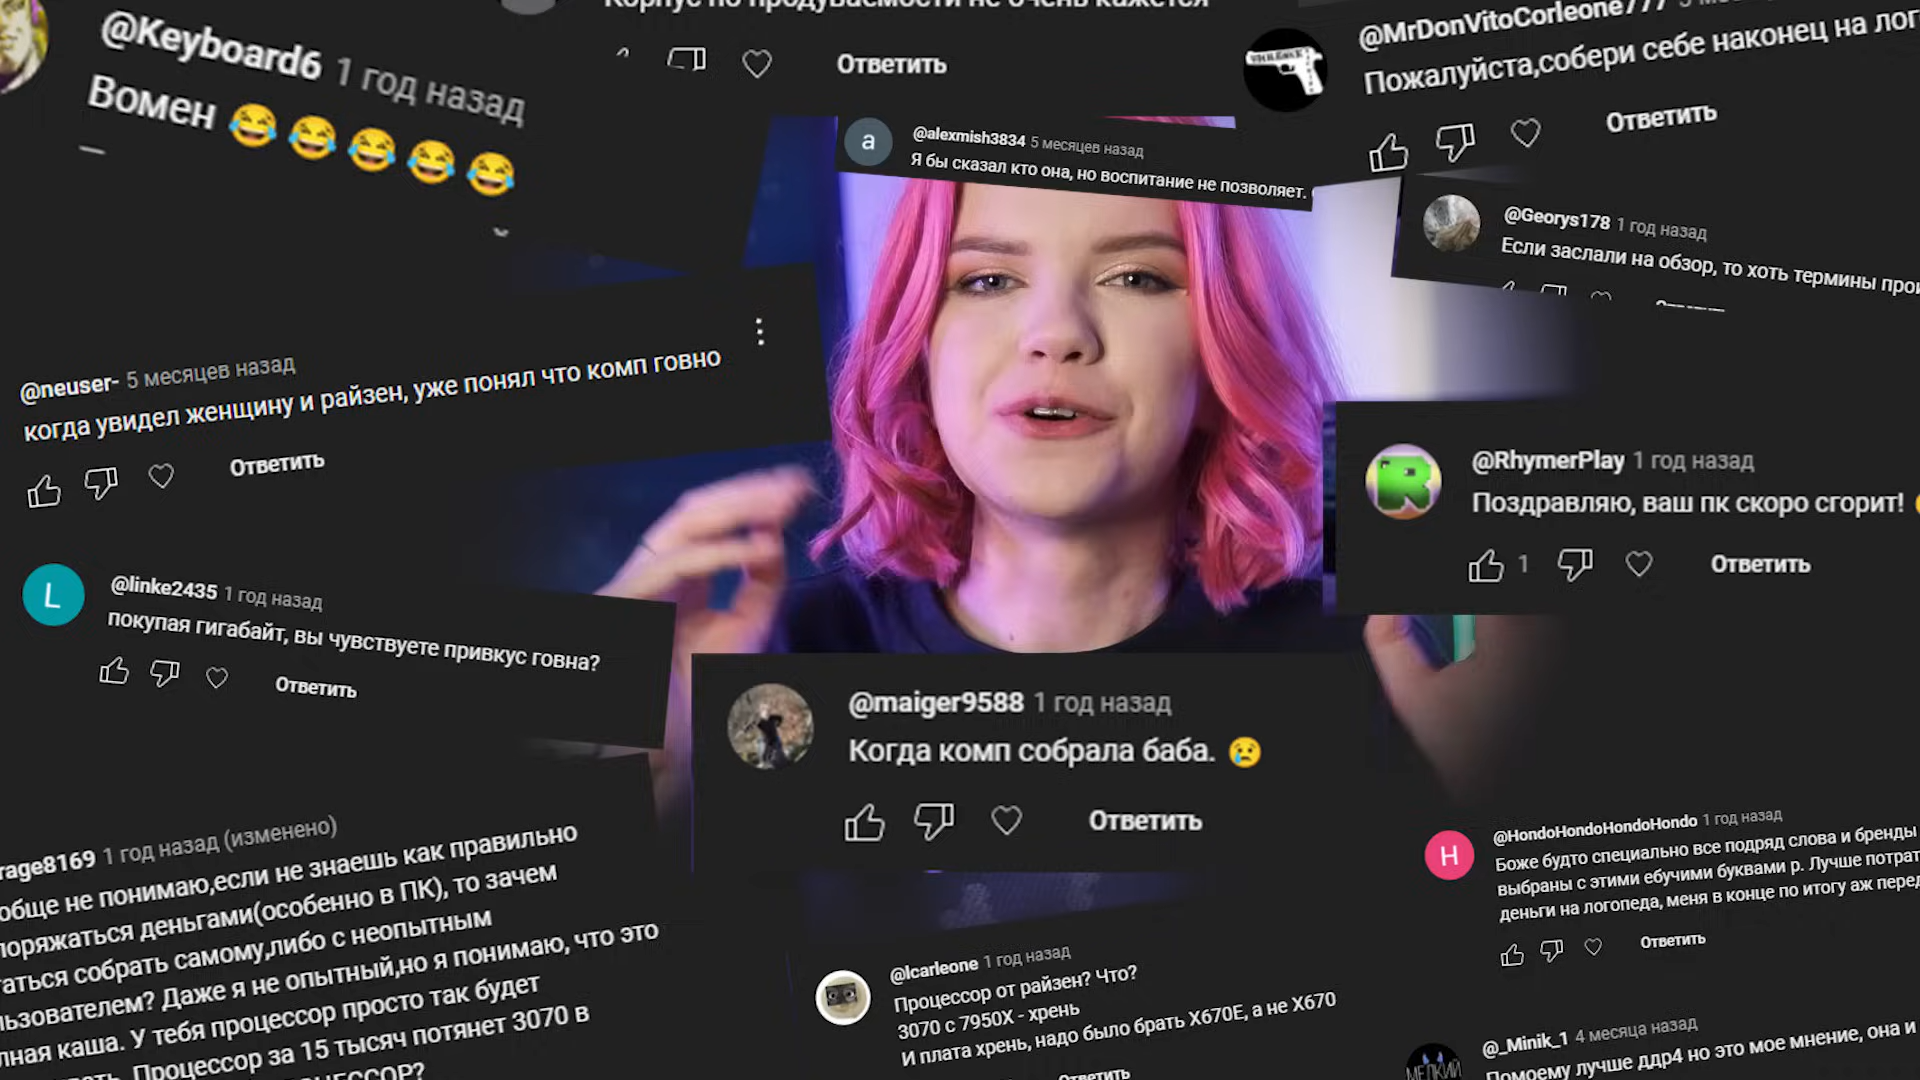 @Keyboard6 1 год назад
Вомен 😂😂😂😂😂
Корпус по продуваемости не очень кажется
Ответить
@MrDonVitoCorleone777
Пожалуйста,собери себе наконец на
Ответить
a
@alexmish3834 5 месяцев назад
Я бы сказал кто она, но воспитание не позволяет.
@Georys178 1 год назад
Если заслали на обзор, то хоть термины
@neuser- 5 месяцев назад
когда увидел женщину и райзен, уже понял что комп говно
Ответить
R
@RhymerPlay 1 год назад
Поздравляю, ваш пк скоро сгорит!
1 Ответить
L
@linke2435 1 год назад
покупая гигабайт, вы чувствуете привкус говна?
Ответить
@maiger9588 1 год назад
Когда комп собрала баба. 😢
Ответить
rage8169 1 год назад (изменено)
обще не понимаю,если не знаешь как правильно
поряжаться деньгами(особенно в ПК), то зачем
таться собрать самому,либо с неопытным
льзователем? Даже я не опытный,но я понимаю, что это
лная каша. У тебя процессор просто так будет
Процессор за 15 тысяч потянет 3070 в
H
@HondoHondoHondoHondo 1 год назад
Боже будто специально все подряд слова и бренды
выбраны с этими ебучими буквами р. Лучше потрат
деньги на логопеда, меня в конце по итогу аж перед
Ответить
@lcarleone 1 год назад
Процессор от райзен? Что?
3070 с 7950X - хрень
И плата хрень, надо было брать X670E, а не X670
Ответить
МЕЛКИЙ
@_Minik_1 4 месяца назад
Помоему лучше ддр4 но это мое мнение, она и